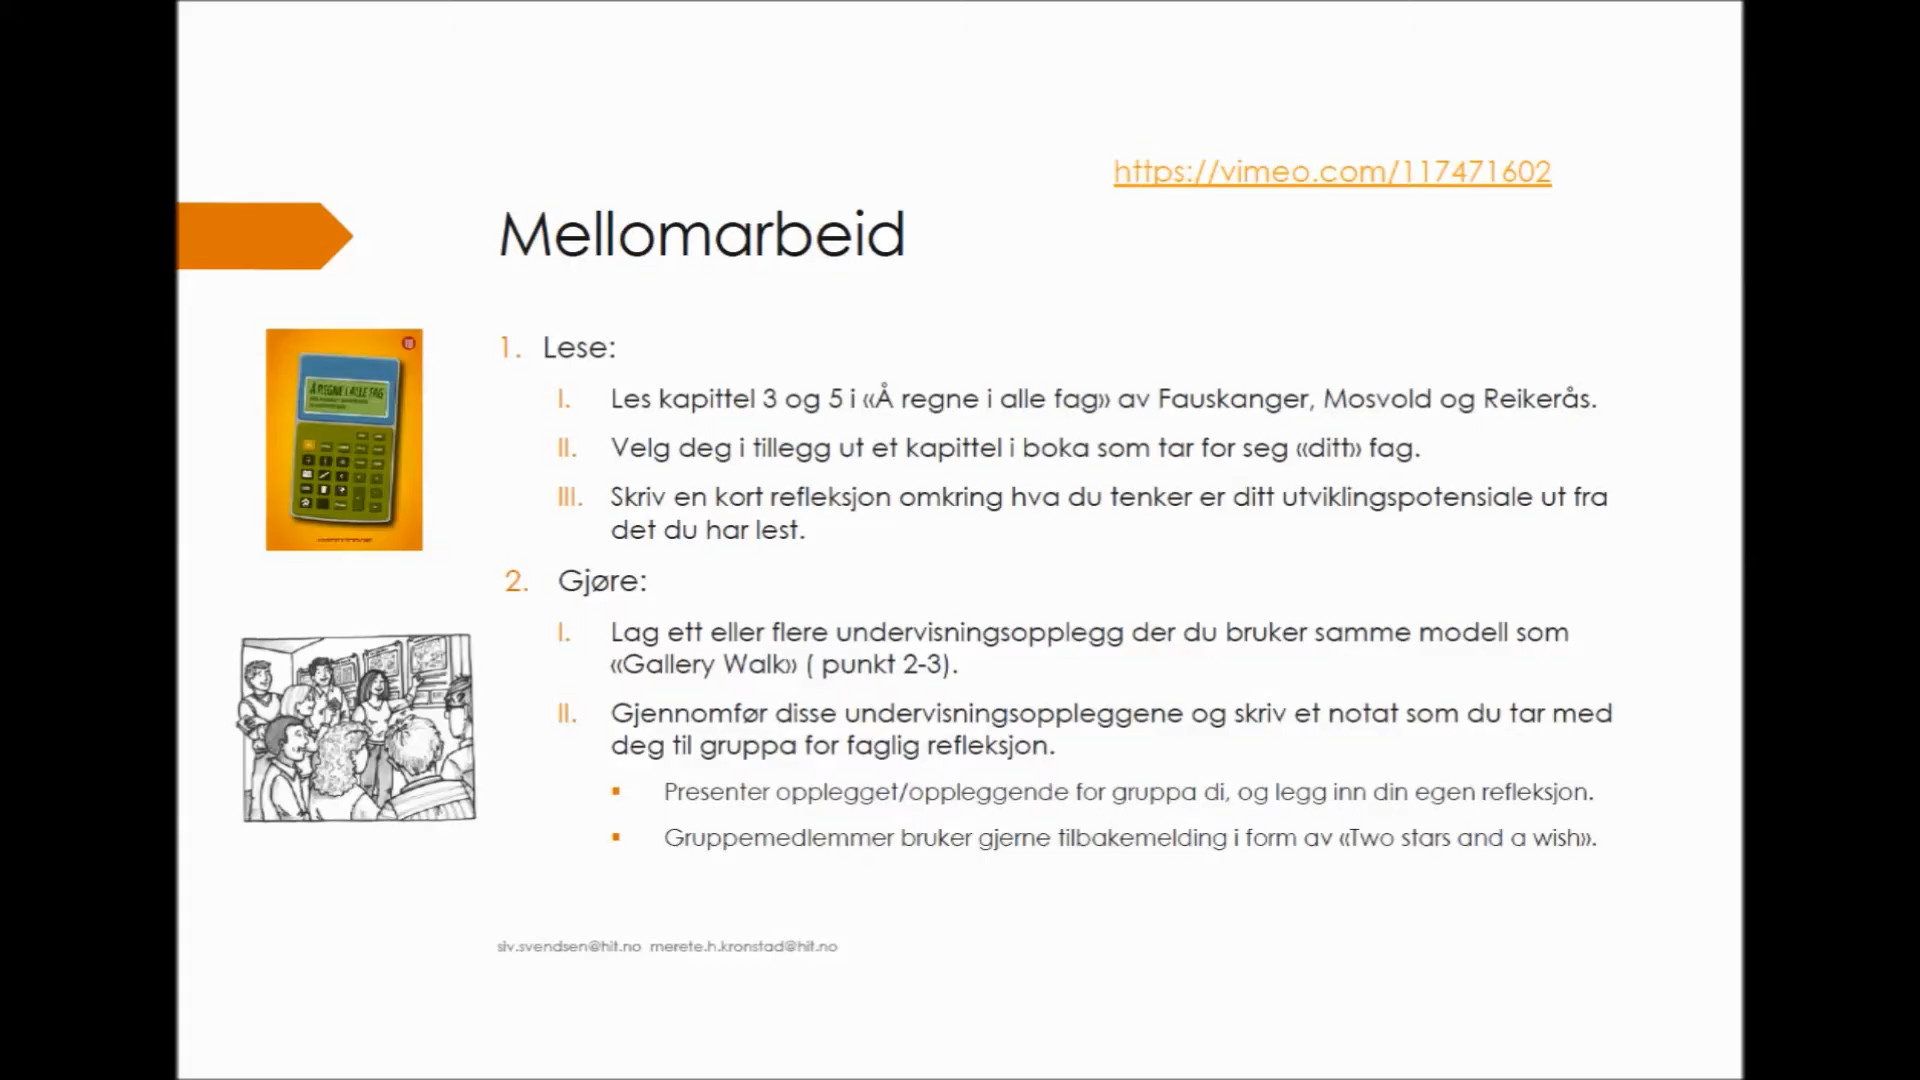 https://vimeo.com/117471602
Mellomarbeid
1. Lese:
I. Les kapittel 3 og 5 i «Å regne i alle fag» av Fauskanger, Mosvold og Reikerås.
II. Velg deg i tillegg ut et kapittel i boka som tar for seg «ditt» fag.
III. Skriv en kort refleksjon omkring hva du tenker er ditt utviklingspotensiale ut fra
det du har lest.
Å REGNE I ALLE FAG
2. Gjøre:
I. Lag ett eller flere undervisningsopplegg der du bruker samme modell som
«Gallery Walk» ( punkt 2-3).
II. Gjennomfør disse undervisningsoppleggene og skriv et notat som du tar med
deg til gruppa for faglig refleksjon.
▪ Presenter opplegget/oppleggende for gruppa di, og legg inn din egen refleksjon.
▪ Gruppemedlemmer bruker gjerne tilbakemelding i form av «Two stars and a wish».
siv.svendsen@hit.no merete.h.kronstad@hit.no